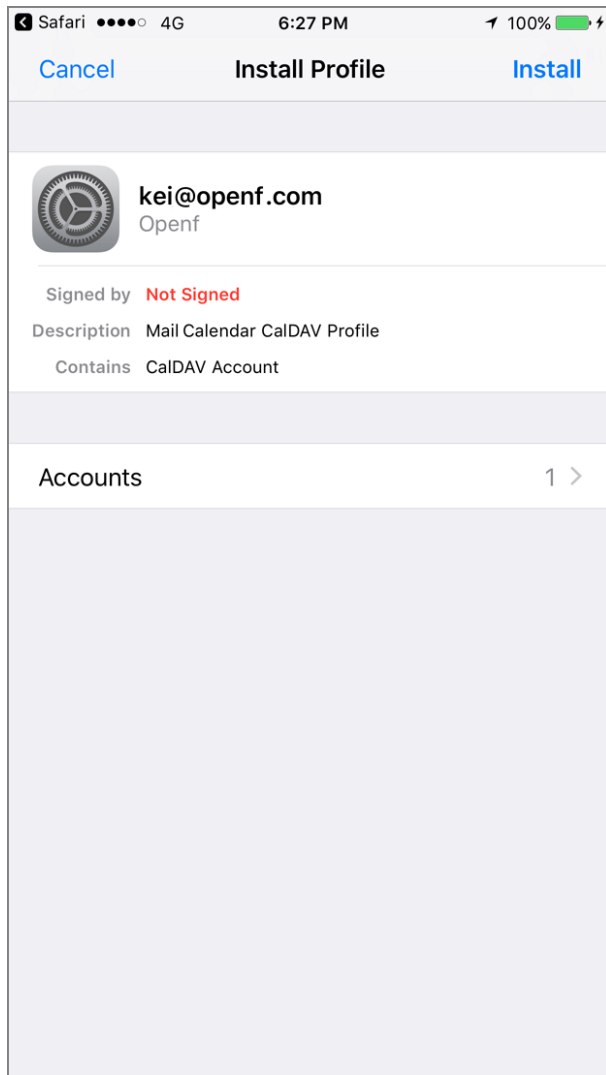 Safari 4G 6:27 PM 100%
Cancel Install Profile Install
kei@openf.com
Openf
Signed by Not Signed
Description Mail Calendar CalDAV Profile
Contains CalDAV Account
Accounts 1